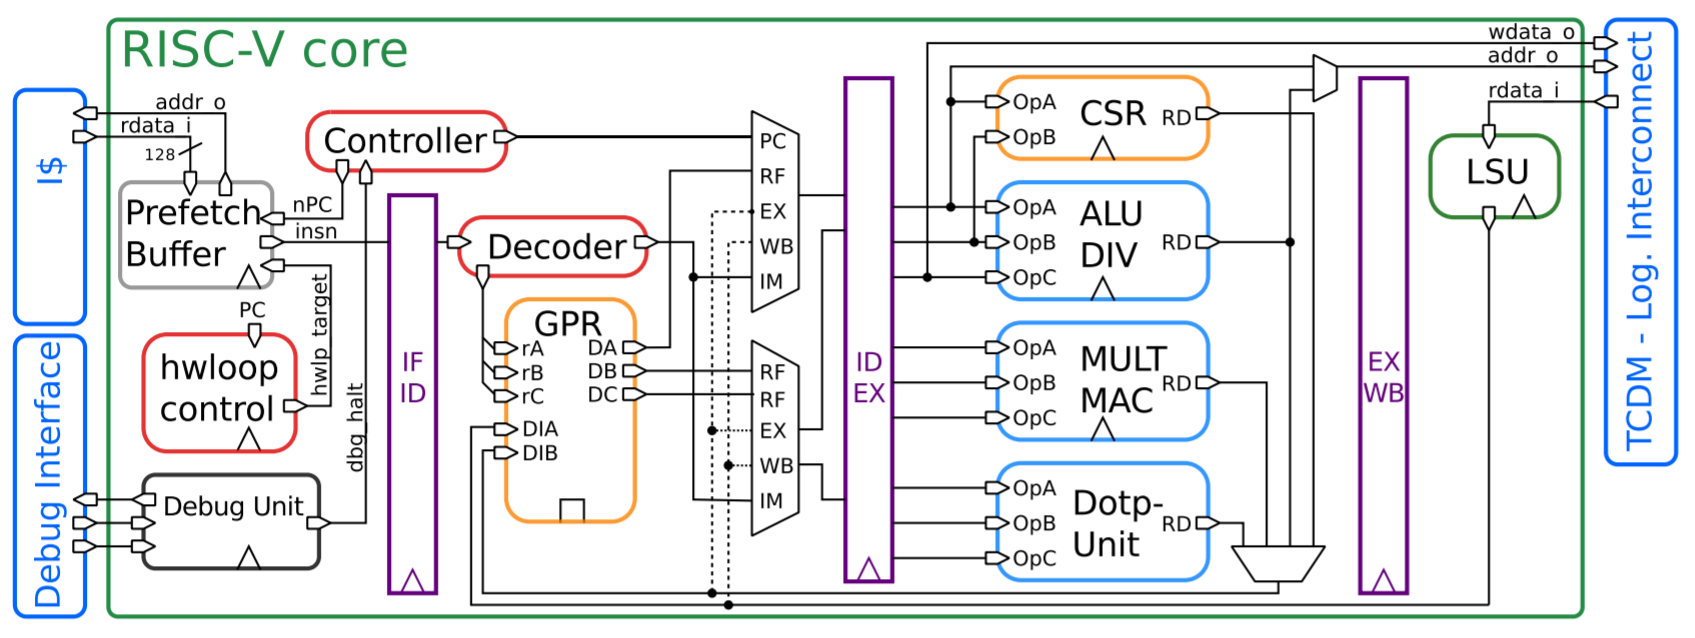 RISC-V core
I$
addr_o
rdata_i
128
Prefetch
Buffer
nPC
insn
Controller
PC
hwloop
control
hwlp_target
dbg_halt
Debug Interface
Debug Unit
IF
ID
Decoder
GPR
rA
rB
rC
DIA
DIB
DA
DB
DC
PC
RF
EX
WB
IM
RF
RF
EX
WB
IM
ID
EX
OpA
OpB
CSR
RD
OpA
OpB
OpC
ALU
DIV
RD
OpA
OpB
OpC
MULT
MAC
RD
OpA
OpB
OpC
Dotp-
Unit
RD
EX
WB
wdata_o
addr_o
rdata_i
LSU
TCDM - Log. Interconnect